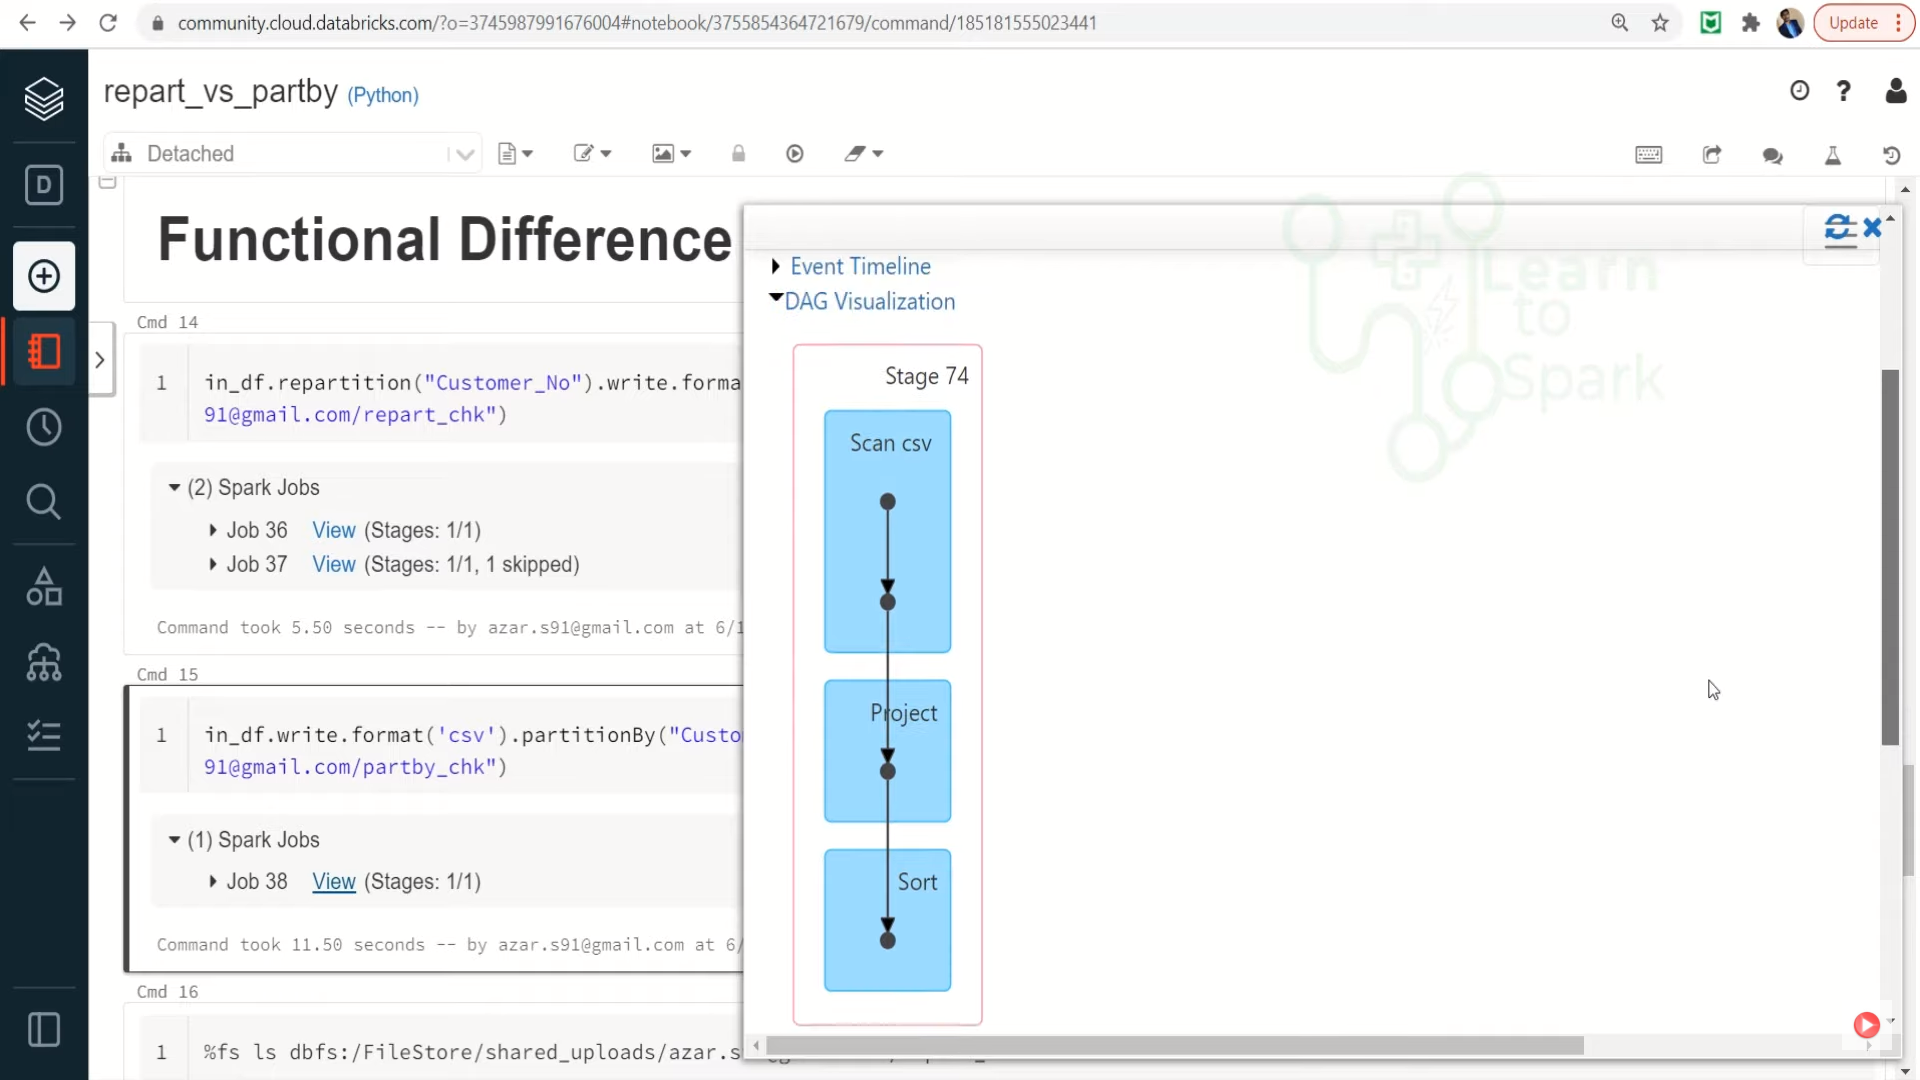 community.cloud.databricks.com/?o=3745987991676004#notebook/3755854364721679/command/185181555023441
Update
repart_vs_partby (Python)
Detached
Functional Difference
Cmd 14
1 in_df.repartition("Customer_No").write.forma
91@gmail.com/repart_chk")
(2) Spark Jobs
Job 36 View (Stages: 1/1)
Job 37 View (Stages: 1/1, 1 skipped)
Command took 5.50 seconds -- by azar.s91@gmail.com at 6/1
Cmd 15
1 in_df.write.format('csv').partitionBy("Custo
91@gmail.com/partby_chk")
(1) Spark Jobs
Job 38 View (Stages: 1/1)
Command took 11.50 seconds -- by azar.s91@gmail.com at 6/
Cmd 16
1 %fs ls dbfs:/FileStore/shared_uploads/azar.s
Event Timeline
DAG Visualization
Stage 74
Scan csv
Project
Sort
Learn
to
Spark
D